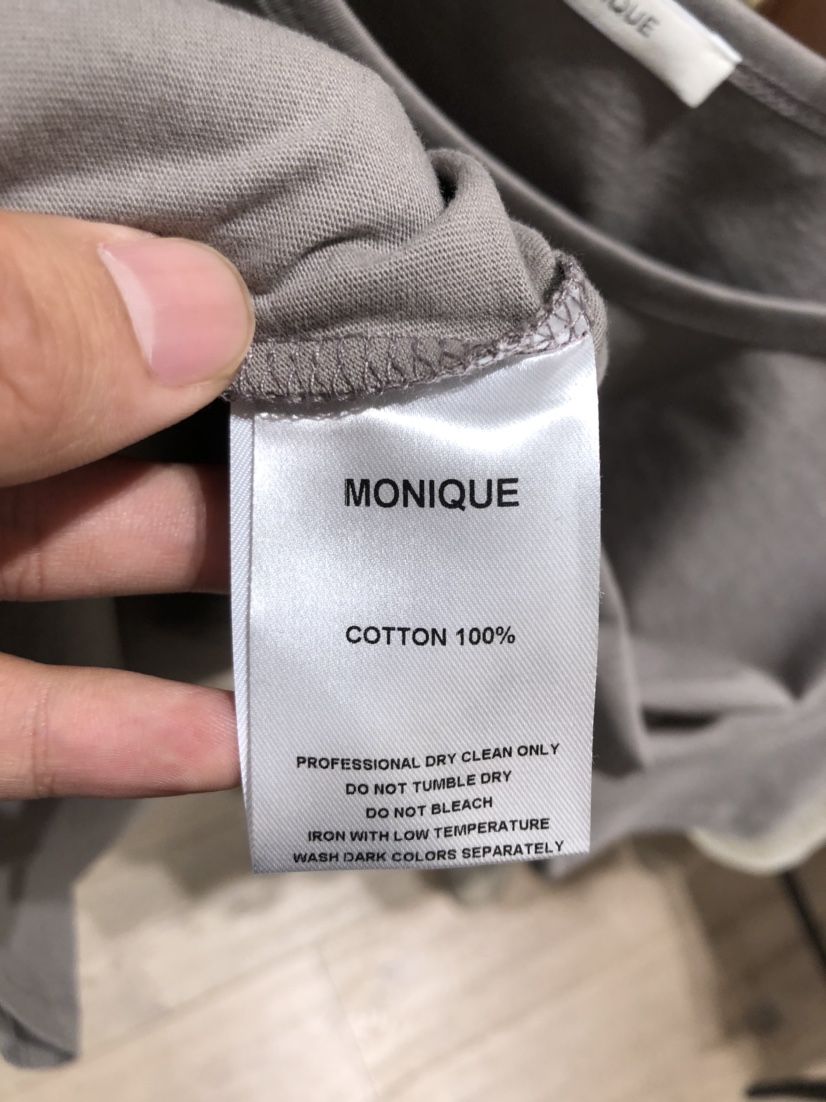 MONIQUE
COTTON 100%
PROFESSIONAL DRY CLEAN ONLY
DO NOT TUMBLE DRY
DO NOT BLEACH
IRON WITH LOW TEMPERATURE
WASH DARK COLORS SEPARATELY